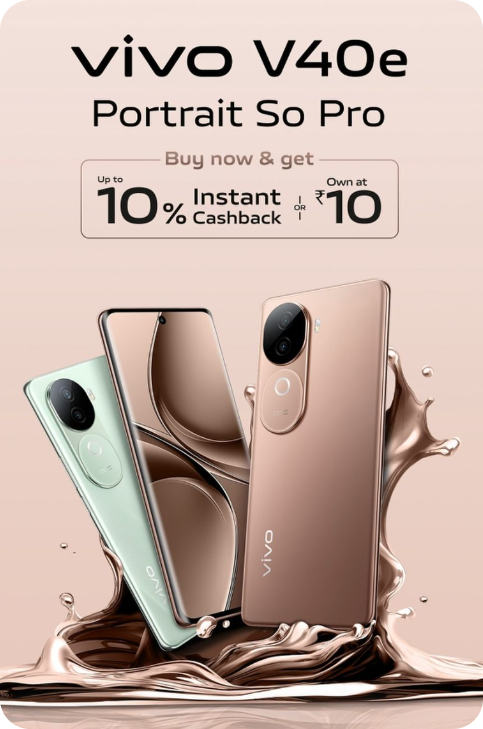 vivo V40e
Portrait So Pro
Buy now & get
Up to
10% Instant Cashback
OR
Own at
₹10
vivo
vivo